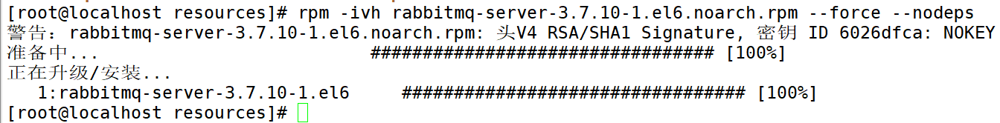 [root@localhost resources]# rpm -ivh rabbitmq-server-3.7.10-1.el6.noarch.rpm --force --nodeps
警告：rabbitmq-server-3.7.10-1.el6.noarch.rpm: 头V4 RSA/SHA1 Signature, 密钥 ID 6026dfca: NOKEY
准备中... ################################# [100%]
正在升级/安装...
1:rabbitmq-server-3.7.10-1.el6 ################################# [100%]
[root@localhost resources]#